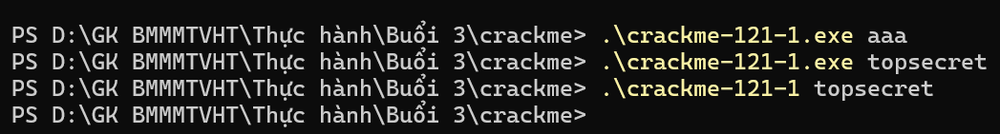 PS D:\GK BMMMTVHT\Thực hành\Buổi 3\crackme> .\crackme-121-1.exe aaa
PS D:\GK BMMMTVHT\Thực hành\Buổi 3\crackme> .\crackme-121-1.exe topsecret
PS D:\GK BMMMTVHT\Thực hành\Buổi 3\crackme> .\crackme-121-1 topsecret
PS D:\GK BMMMTVHT\Thực hành\Buổi 3\crackme>